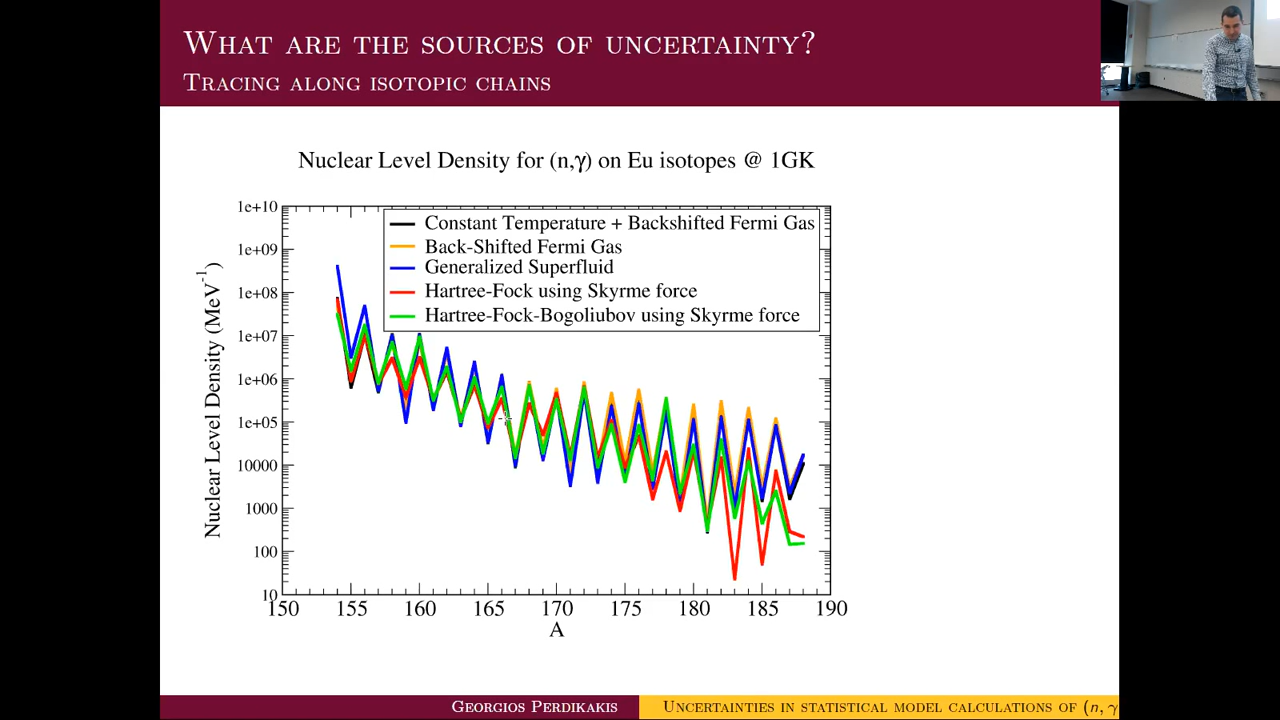 What are the sources of uncertainty?
Tracing along isotopic chains
Nuclear Level Density for (n,γ) on Eu isotopes @ 1GK
Nuclear Level Density (MeV⁻¹)
1e+10
1e+09
1e+08
1e+07
1e+06
1e+05
10000
1000
100
10
Constant Temperature + Backshifted Fermi Gas
Back-Shifted Fermi Gas
Generalized Superfluid
Hartree-Fock using Skyrme force
Hartree-Fock-Bogoliubov using Skyrme force
150 155 160 165 170 175 180 185 190
A
Georgios Perdikakis
Uncertainties in statistical model calculations of (n, γ